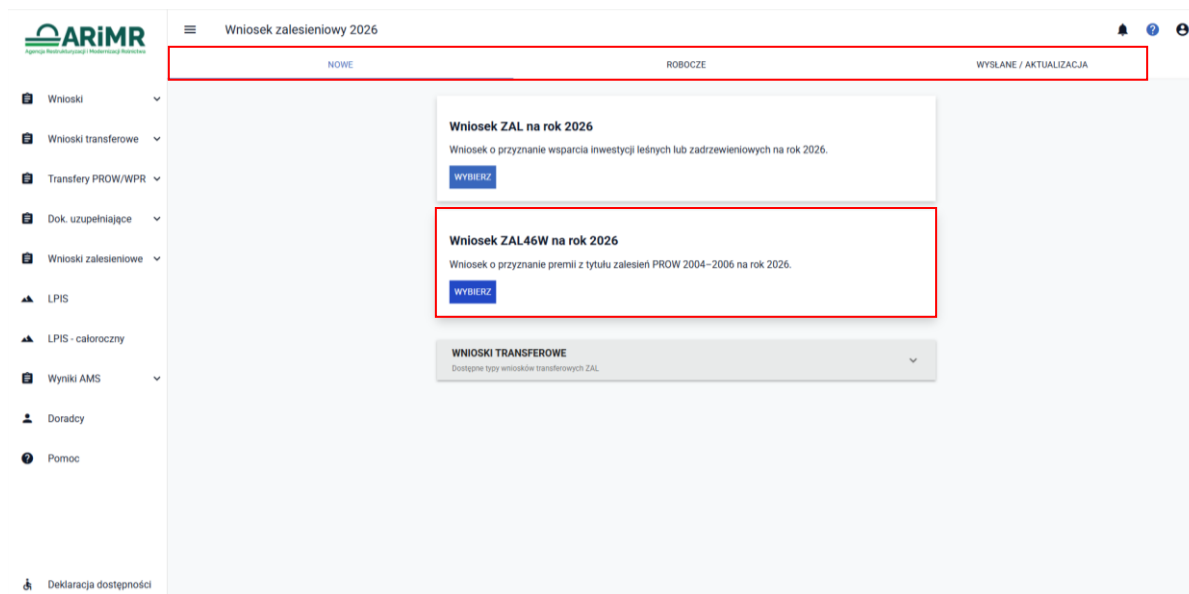 ARiMR
Agencja Restrukturyzacji i Modernizacji Rolnictwa
Wniosek zalesieniowy 2026
NOWE
ROBOCZE
WYSŁANE / AKTUALIZACJA
Wnioski
Wnioski transferowe
Transfery PROW/WPR
Dok. uzupełniające
Wnioski zalesieniowe
LPIS
LPIS - całoroczny
Wyniki AMS
Doradcy
Pomoc
Deklaracja dostępności
Wniosek ZAL na rok 2026
Wniosek o przyznanie wsparcia inwestycji leśnych lub zadrzewieniowych na rok 2026.
WYBIERZ
Wniosek ZAL46W na rok 2026
Wniosek o przyznanie premii z tytułu zalesień PROW 2004–2006 na rok 2026.
WYBIERZ
WNIOSKI TRANSFEROWE
Dostępne typy wniosków transferowych ZAL